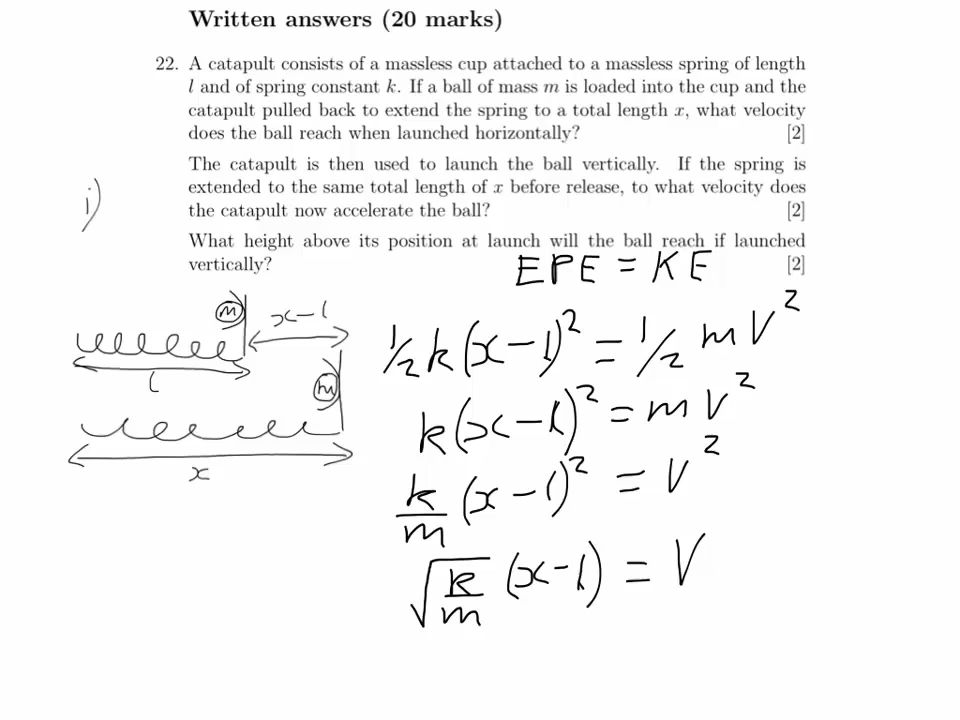 Written answers (20 marks)
22. A catapult consists of a massless cup attached to a massless spring of length
l and of spring constant k. If a ball of mass m is loaded into the cup and the
catapult pulled back to extend the spring to a total length x, what velocity
does the ball reach when launched horizontally? [2]
The catapult is then used to launch the ball vertically. If the spring is
extended to the same total length of x before release, to what velocity does
the catapult now accelerate the ball? [2]
What height above its position at launch will the ball reach if launched
vertically? [2]
i)
EPE = KE
m
x-l
l
m
x
½k(x-l)² = ½mv²
k(x-l)² = mv²
k/m (x-l)² = v²
√k/m (x-l) = v